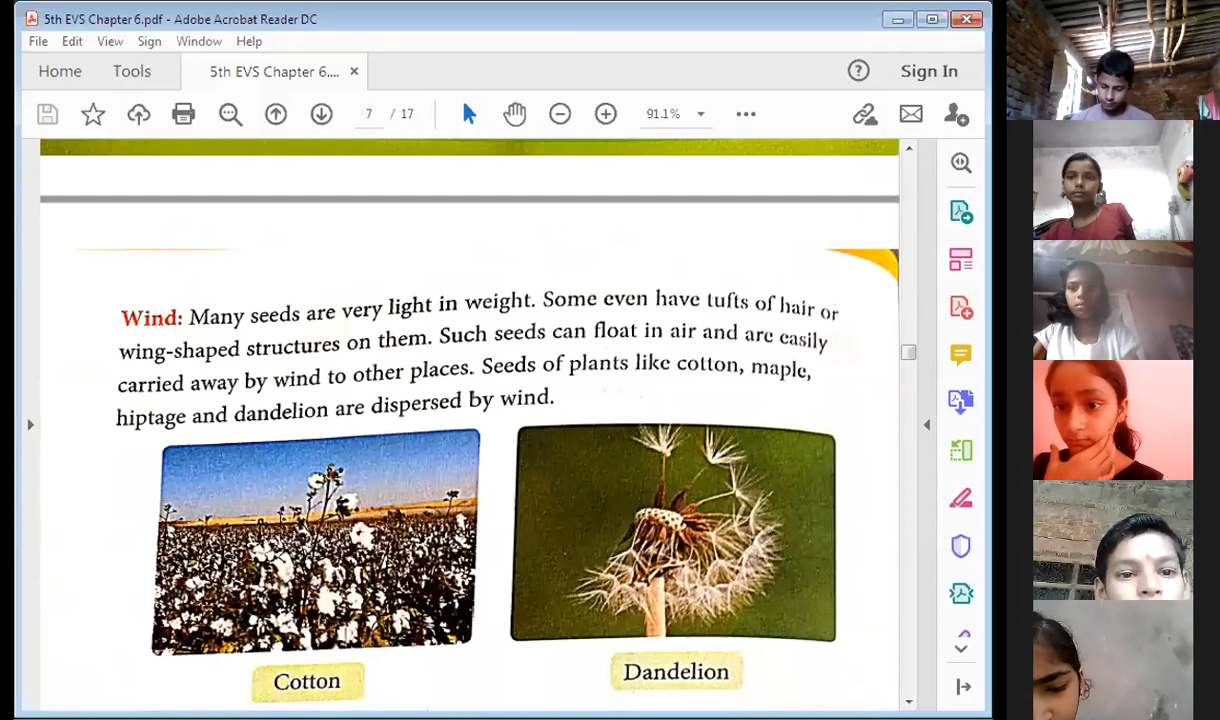 5th EVS Chapter 6.pdf - Adobe Acrobat Reader DC
File Edit View Sign Window Help
Home Tools 5th EVS Chapter 6.... × Sign In
7 / 17 91.1%
Wind: Many seeds are very light in weight. Some even have tufts of hair or
wing-shaped structures on them. Such seeds can float in air and are easily
carried away by wind to other places. Seeds of plants like cotton, maple,
hiptage and dandelion are dispersed by wind.
Cotton
Dandelion